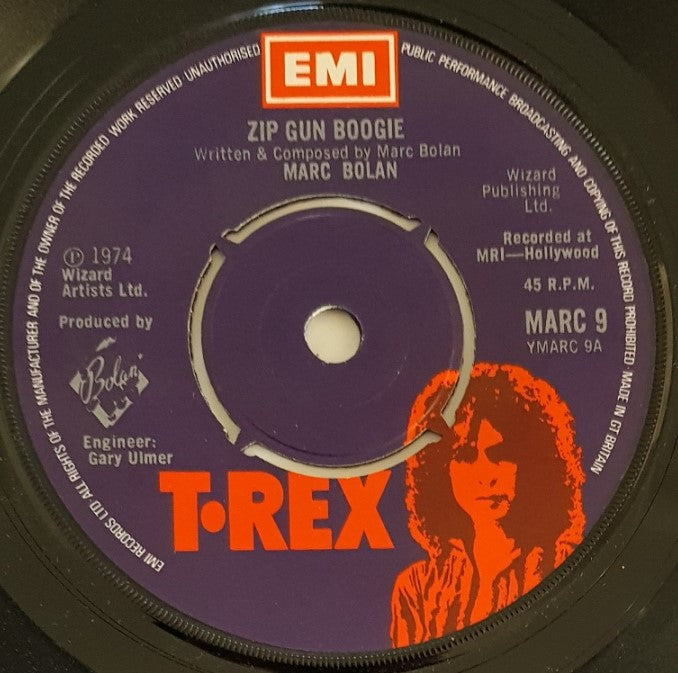 EMI
ZIP GUN BOOGIE
Written & Composed by Marc Bolan
MARC BOLAN
Wizard
Publishing
Ltd.
Recorded at
MRI—Hollywood
45 R.P.M.
MARC 9
YMARC 9A
℗ 1974
Wizard
Artists Ltd.
Produced by
Bolan
Engineer:
Gary Ulmer
T·REX
EMI RECORDS LTD·ALL RIGHTS OF THE MANUFACTURER AND OF THE OWNER OF THE RECORDED WORK RESERVED UNAUTHORISED PUBLIC PERFORMANCE BROADCASTING AND COPYING OF THIS RECORD PROHIBITED·MADE IN GT BRITAIN